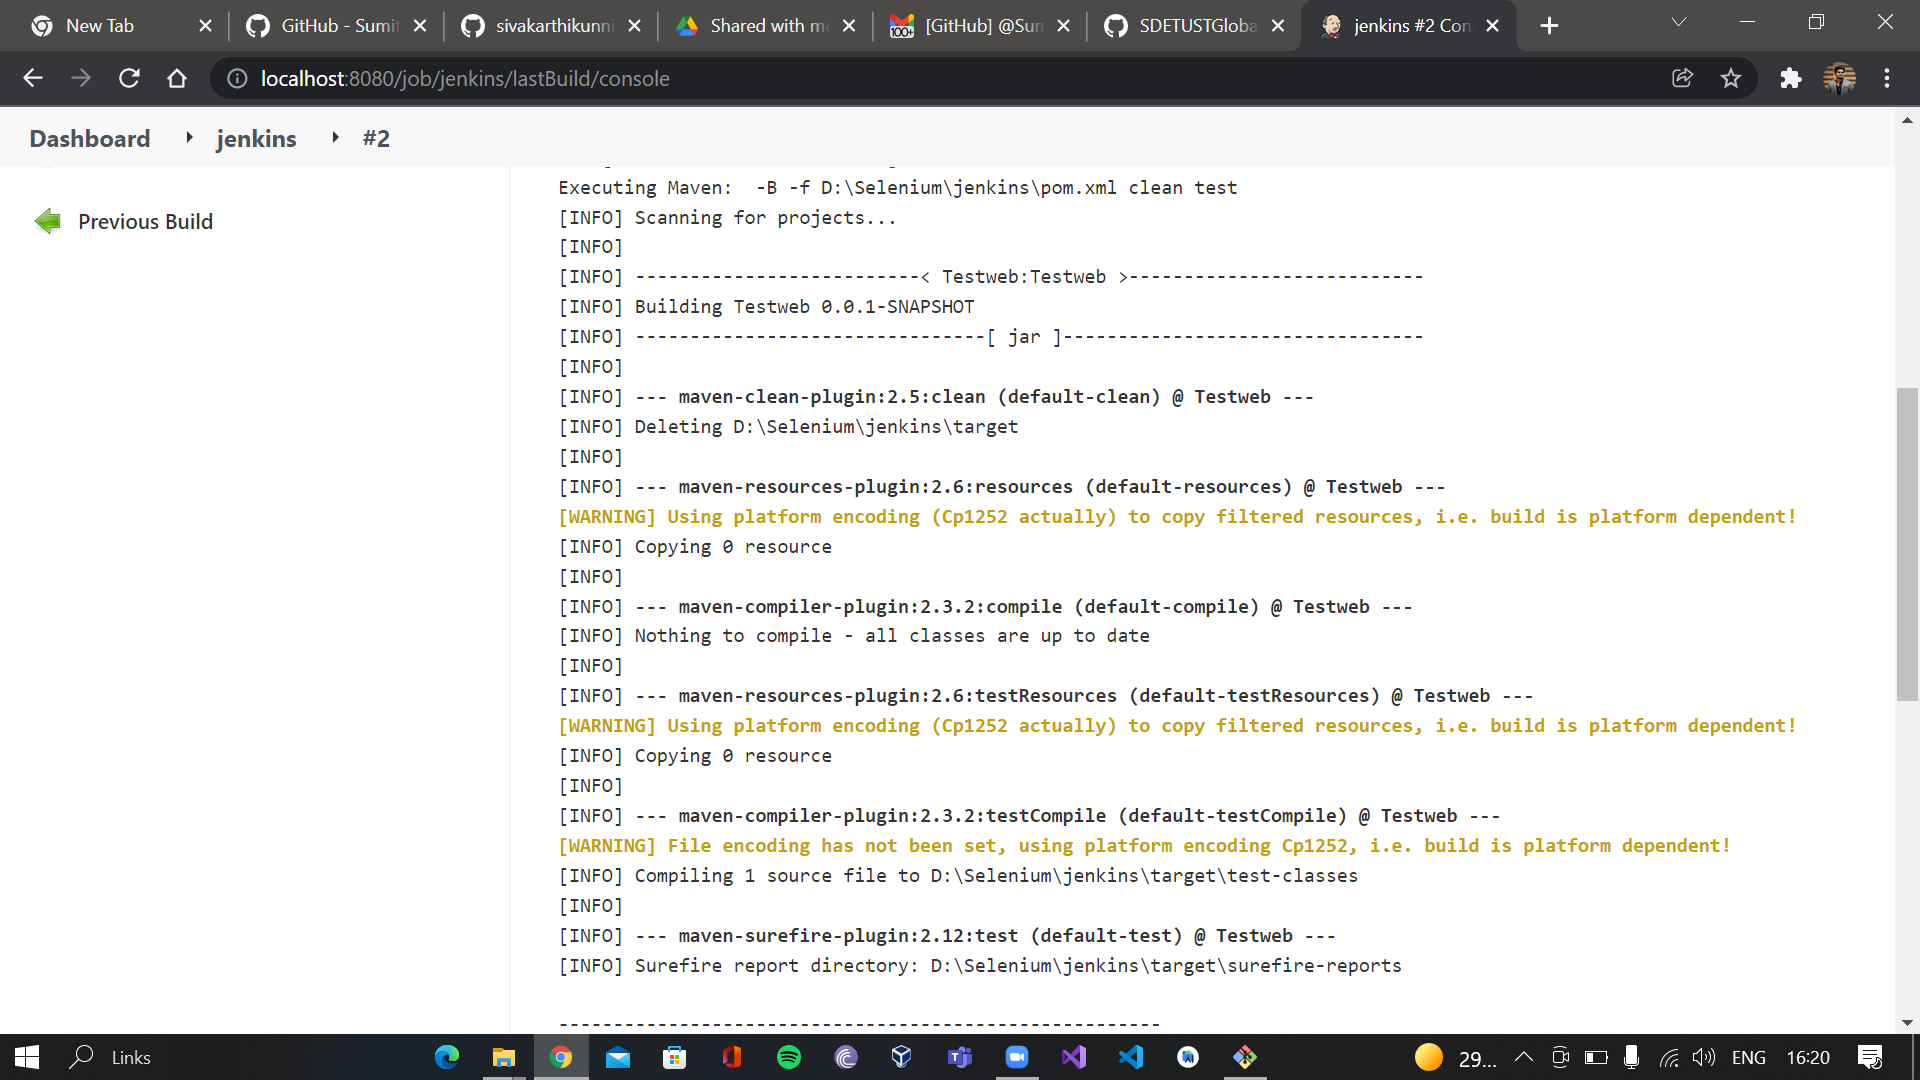 New Tab
GitHub - Sumit
sivakarthikunni
Shared with me
[GitHub] @Sum
SDETUSTGloba
jenkins #2 Con
localhost:8080/job/jenkins/lastBuild/console
Dashboard
jenkins
#2
Previous Build
Executing Maven:  -B -f D:\Selenium\jenkins\pom.xml clean test
[INFO] Scanning for projects...
[INFO]
[INFO] --------------------------< Testweb:Testweb >---------------------------
[INFO] Building Testweb 0.0.1-SNAPSHOT
[INFO] --------------------------------[ jar ]---------------------------------
[INFO]
[INFO] --- maven-clean-plugin:2.5:clean (default-clean) @ Testweb ---
[INFO] Deleting D:\Selenium\jenkins\target
[INFO]
[INFO] --- maven-resources-plugin:2.6:resources (default-resources) @ Testweb ---
[WARNING] Using platform encoding (Cp1252 actually) to copy filtered resources, i.e. build is platform dependent!
[INFO] Copying 0 resource
[INFO]
[INFO] --- maven-compiler-plugin:2.3.2:compile (default-compile) @ Testweb ---
[INFO] Nothing to compile - all classes are up to date
[INFO]
[INFO] --- maven-resources-plugin:2.6:testResources (default-testResources) @ Testweb ---
[WARNING] Using platform encoding (Cp1252 actually) to copy filtered resources, i.e. build is platform dependent!
[INFO] Copying 0 resource
[INFO]
[INFO] --- maven-compiler-plugin:2.3.2:testCompile (default-testCompile) @ Testweb ---
[WARNING] File encoding has not been set, using platform encoding Cp1252, i.e. build is platform dependent!
[INFO] Compiling 1 source file to D:\Selenium\jenkins\target\test-classes
[INFO]
[INFO] --- maven-surefire-plugin:2.12:test (default-test) @ Testweb ---
[INFO] Surefire report directory: D:\Selenium\jenkins\target\surefire-reports
-------------------------------------------------------
Links
29...
ENG
16:20